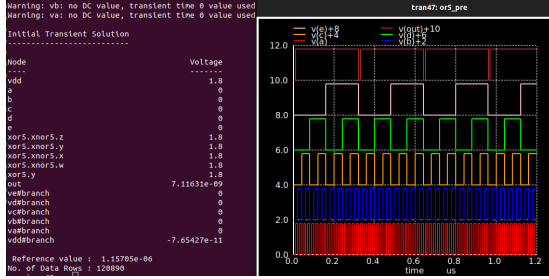 Warning: vb: no DC value, transient time 0 value used
Warning: va: no DC value, transient time 0 value used
Initial Transient Solution
--------------------------
Node Voltage
---- -------
vdd 1.8
a 0
b 0
c 0
d 0
e 0
xor5.xnor5.z 1.8
xor5.xnor5.y 1.8
xor5.xnor5.x 1.8
xor5.xnor5.w 1.8
xor5.y 1.8
out 7.11631e-09
ve#branch 0
vd#branch 0
vc#branch 0
vb#branch 0
va#branch 0
vdd#branch -7.65427e-11
Reference value : 1.15705e-06
No. of Data Rows : 120890
tran47: or5_pre
v(e)+8 v(out)+10
v(c)+4 v(d)+6
v(a) v(b)+2
12.0
10.0
8.0
6.0
4.0
2.0
0.0
0.0 0.2 0.4 0.6 0.8 1.0 1.2
time us